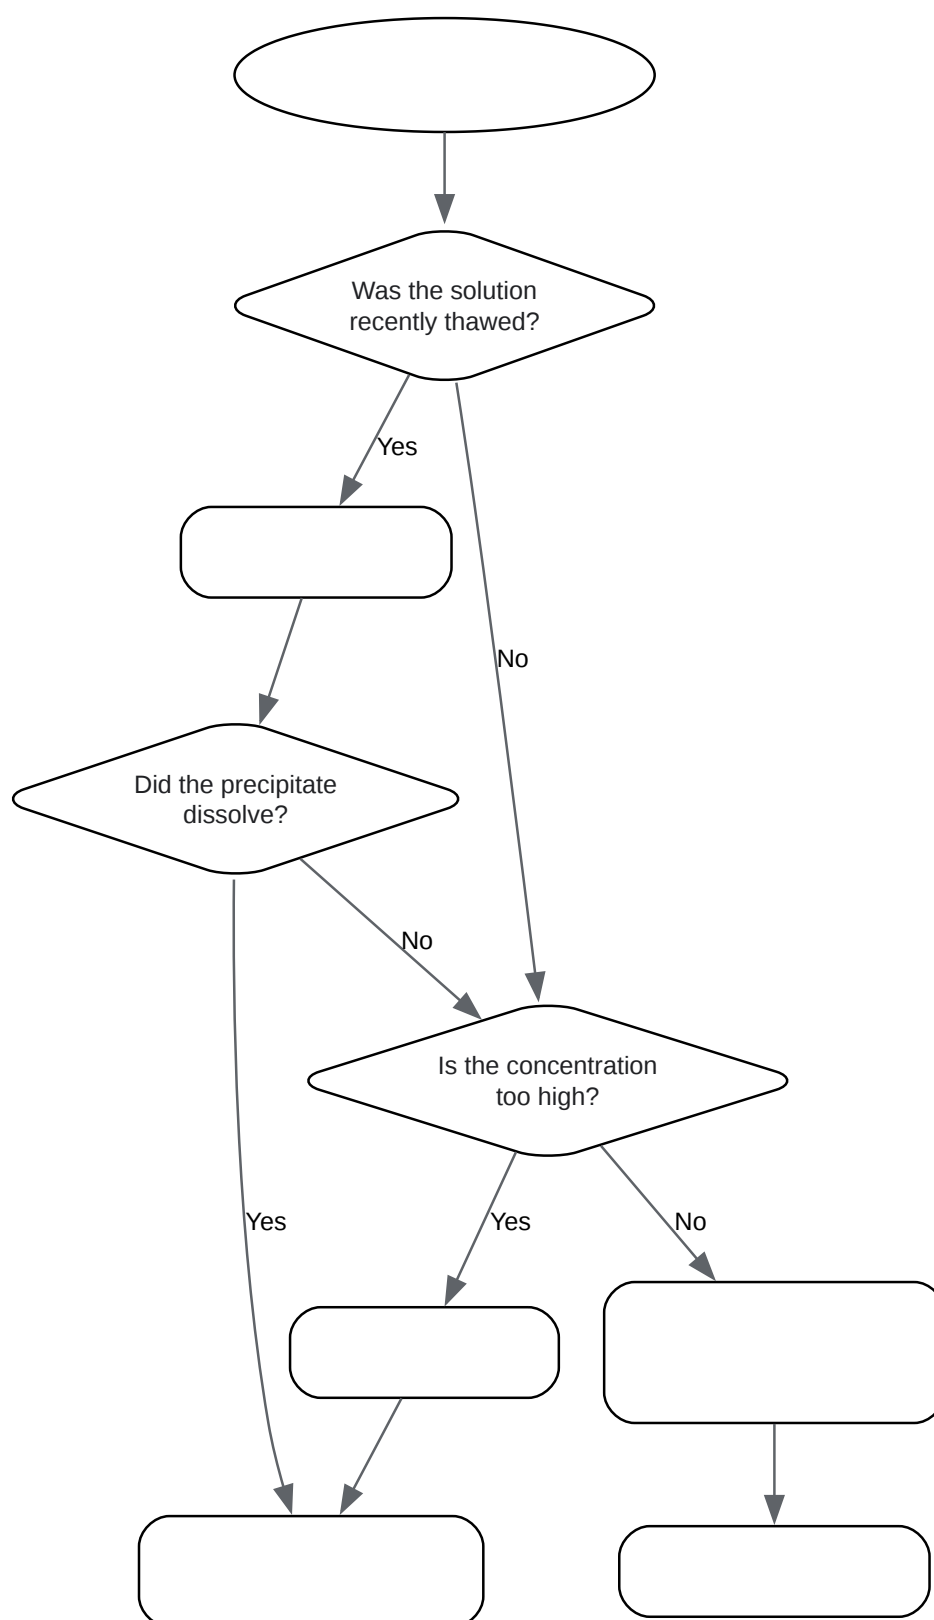 Was the solution
recently thawed?
Yes
No
Did the precipitate
dissolve?
No
Is the concentration
too high?
Yes
Yes
No